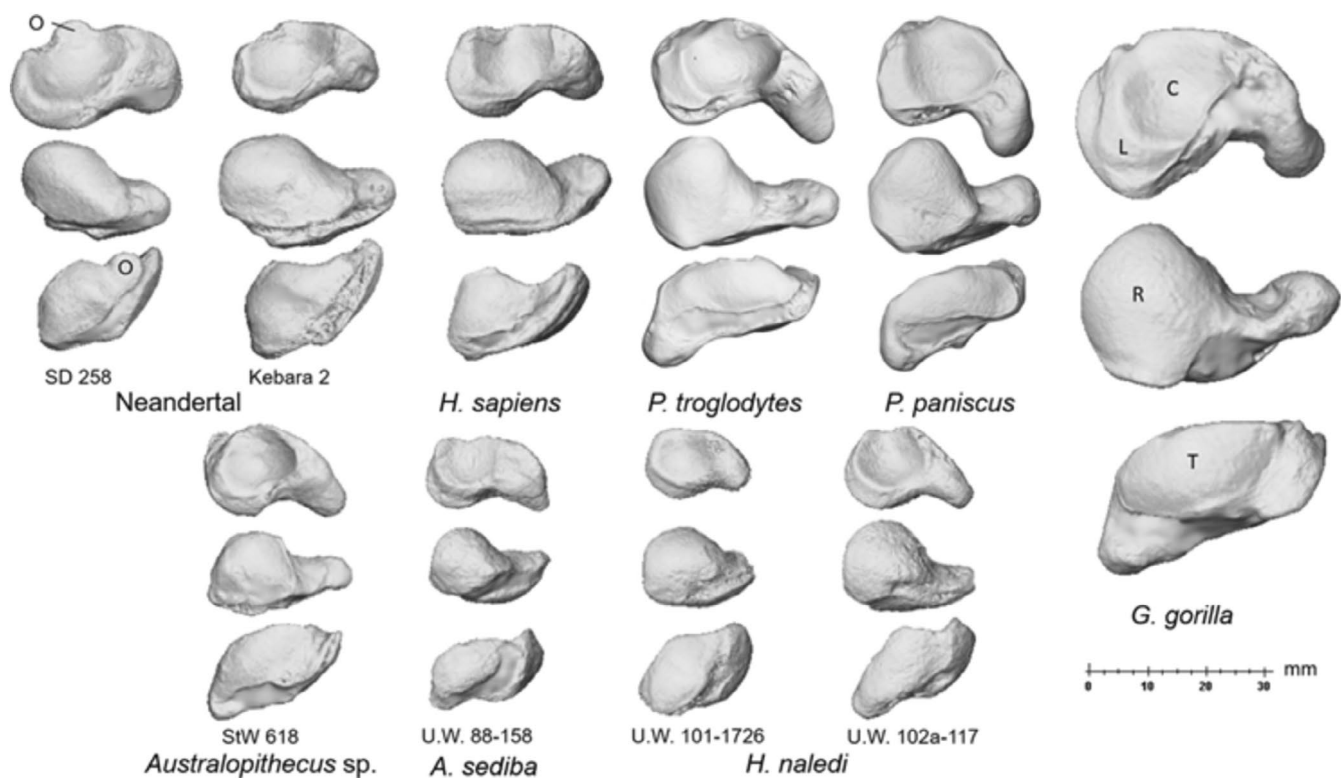 O
C
L
O
R
SD 258
Kebara 2
Neandertal
H. sapiens
P. troglodytes
P. paniscus
T
G. gorilla
mm
0 10 20 30
StW 618
U.W. 88-158
U.W. 101-1726
U.W. 102a-117
Australopithecus sp.
A. sediba
H. naledi